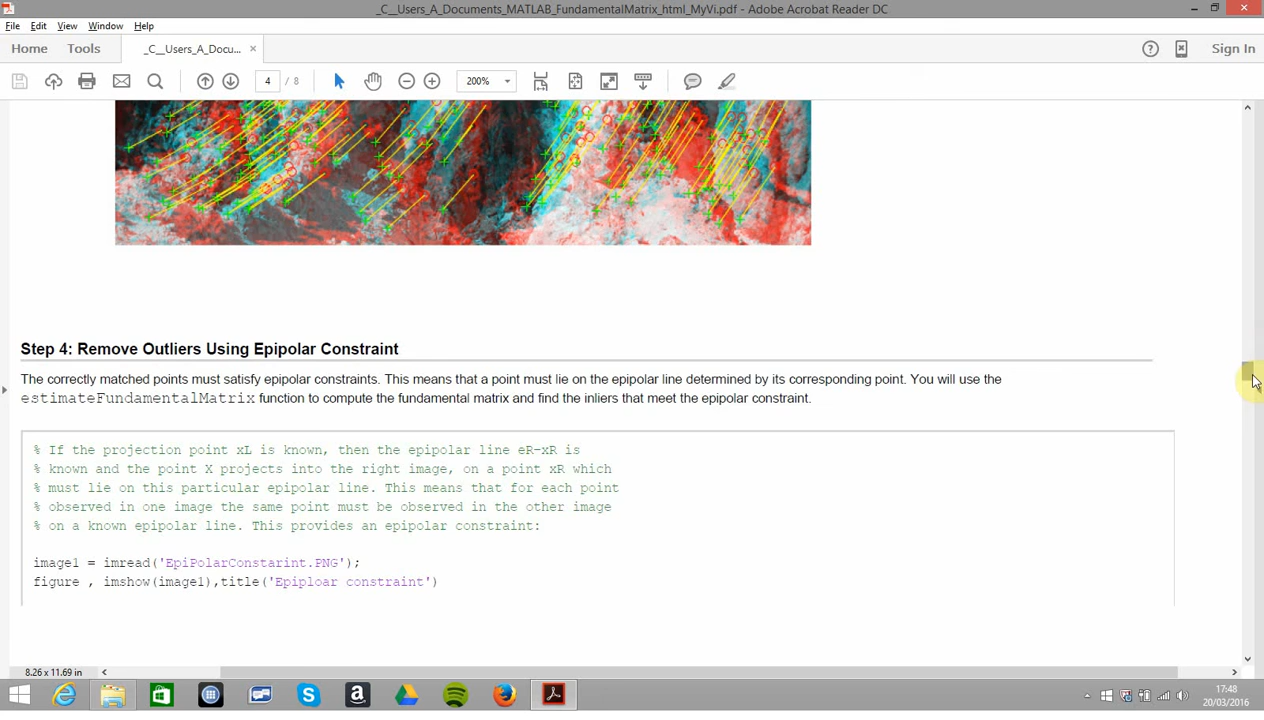 _C__Users_A_Documents_MATLAB_FundamentalMatrix_html_MyVi.pdf - Adobe Acrobat Reader DC
File Edit View Window Help
Home Tools _C__Users_A_Docu... × Sign In
4 / 8 200%
Step 4: Remove Outliers Using Epipolar Constraint
The correctly matched points must satisfy epipolar constraints. This means that a point must lie on the epipolar line determined by its corresponding point. You will use the
estimateFundamentalMatrix function to compute the fundamental matrix and find the inliers that meet the epipolar constraint.
% If the projection point xL is known, then the epipolar line eR-xR is
% known and the point X projects into the right image, on a point xR which
% must lie on this particular epipolar line. This means that for each point
% observed in one image the same point must be observed in the other image
% on a known epipolar line. This provides an epipolar constraint:
image1 = imread('EpiPolarConstarint.PNG');
figure , imshow(image1),title('Epiploar constraint')
8.26 x 11.69 in
17:48
20/03/2016